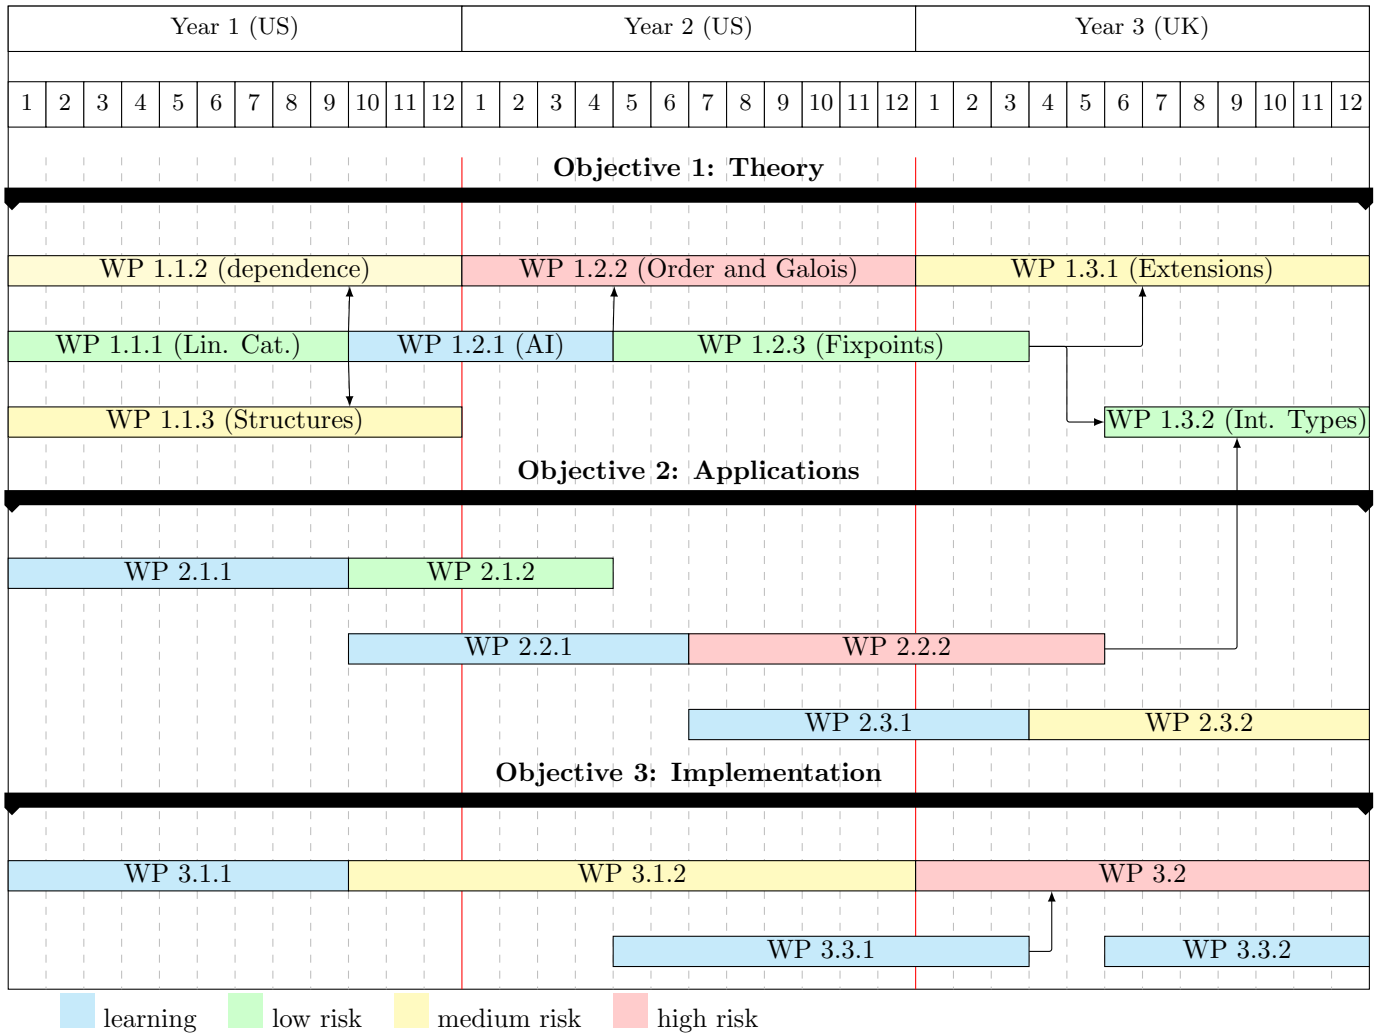 Year 1 (US) Year 2 (US) Year 3 (UK)
1 2 3 4 5 6 7 8 9 10 11 12 1 2 3 4 5 6 7 8 9 10 11 12 1 2 3 4 5 6 7 8 9 10 11 12
Objective 1: Theory
WP 1.1.2 (dependence) WP 1.2.2 (Order and Galois) WP 1.3.1 (Extensions)
WP 1.1.1 (Lin. Cat.) WP 1.2.1 (AI) WP 1.2.3 (Fixpoints)
WP 1.1.3 (Structures) WP 1.3.2 (Int. Types)
Objective 2: Applications
WP 2.1.1 WP 2.1.2
WP 2.2.1 WP 2.2.2
WP 2.3.1 WP 2.3.2
Objective 3: Implementation
WP 3.1.1 WP 3.1.2 WP 3.2
WP 3.3.1 WP 3.3.2
learning low risk medium risk high risk